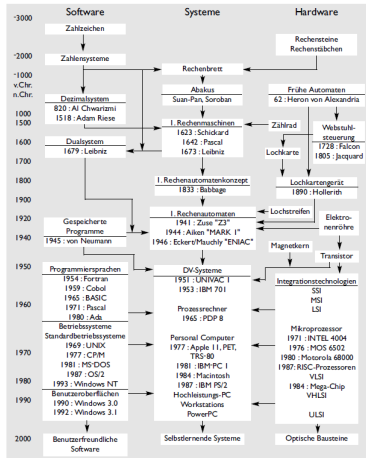 Software
Systeme
Hardware
-3000
-2000
-1000
v.Chr.
n.Chr.
1000
1500
1600
1700
1800
1900
1920
1940
1950
1960
1970
1980
1990
2000
Zahlzeichen
Zahlensysteme
Dezimalsystem
820 : Al Chwarizmi
1518 : Adam Riese
Dualsystem
1679 : Leibniz
Gespeicherte
Programme
1945 : von Neumann
Programmiersprachen
1954 : Fortran
1959 : Cobol
1965 : BASIC
1971 : Pascal
1980 : Ada
Betriebssysteme
Standardbetriebssysteme
1969 : UNIX
1977 : CP/M
1981 : MS-DOS
1987 : OS/2
1993 : Windows NT
Benutzeroberflächen
1990 : Windows 3.0
1992 : Windows 3.1
Benutzerfreundliche
Software
Rechenbrett
Abakus
Suan-Pan, Soroban
1. Rechenmaschinen
1623 : Schickard
1642 : Pascal
1673 : Leibniz
1. Rechenautomatenkonzept
1833 : Babbage
1. Rechenautomaten
1941 : Zuse "Z3"
1944 : Aiken "MARK 1"
1946 : Eckert/Mauchly "ENIAC"
DV-Systeme
1951 : UNIVAC 1
1953 : IBM 701
Prozessrechner
1965 : PDP 8
Personal Computer
1977 : Apple 11, PET,
TRS-80
1981 : IBM-PC 1
1984 : Macintosh
1987 : IBM PS/2
Hochleistungs-PC
Workstations
PowerPC
Selbstlernende Systeme
Rechensteine
Rechenstäbchen
Frühe Automaten
62 : Heron von Alexandria
Zählrad
Webstuhl-
steuerung
1728 : Falcon
1805 : Jacquard
Lochkarte
Lochkartengerät
1890 : Hollerith
Lochstreifen
Elektro-
nenröhre
Magnetkern
Transistor
Integrationstechnologien
SSI
MSI
LSI
Mikroprozessor
1971 : INTEL 4004
1976 : MOS 6502
1980 : Motorola 68000
1987 : RISC-Prozessoren
VLSI
1984 : Mega-Chip
VHLSI
ULSI
Optische Bausteine